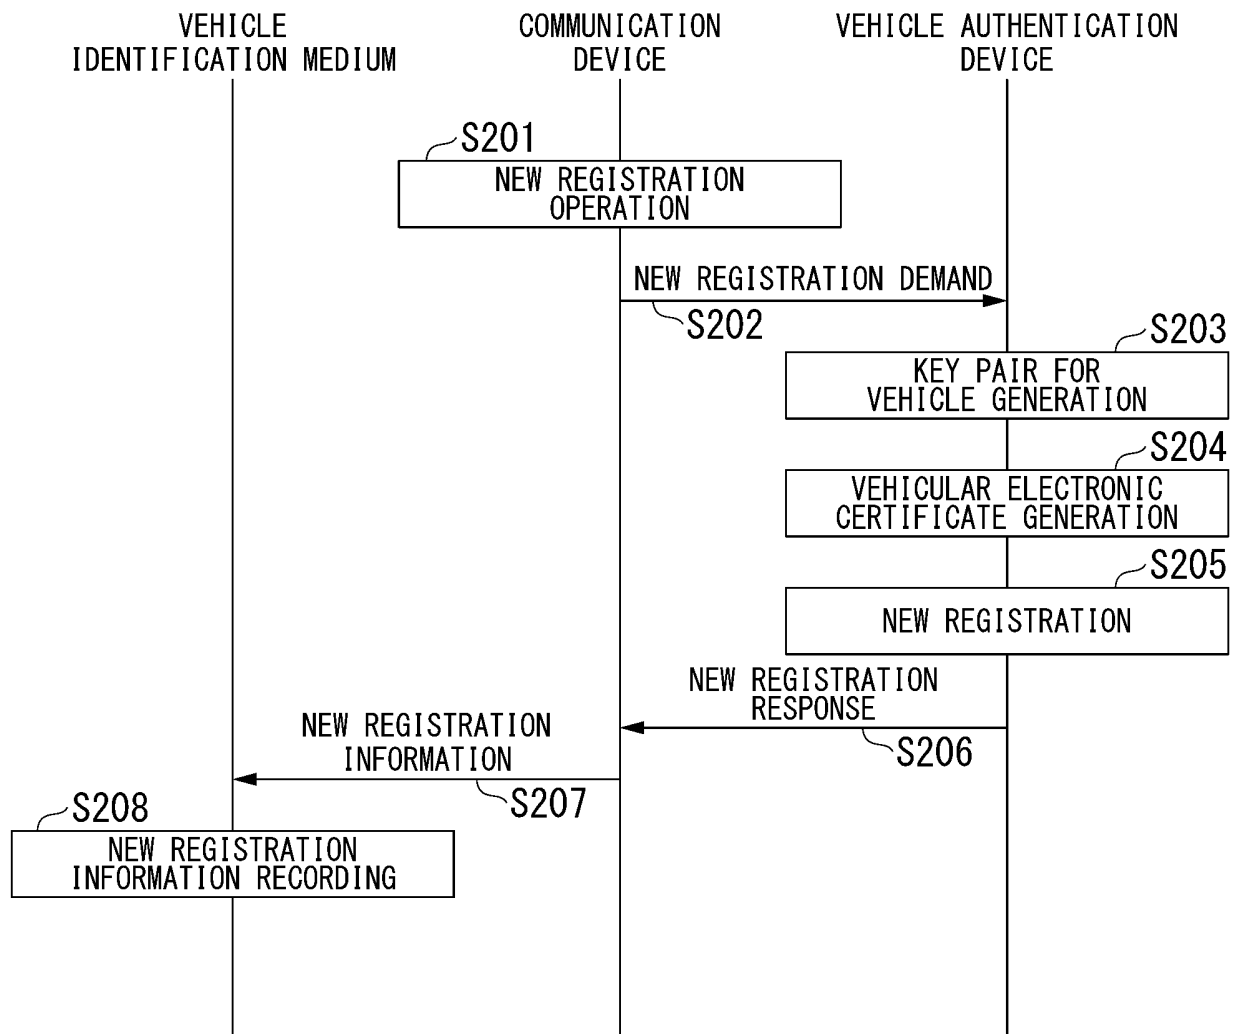 VEHICLE
IDENTIFICATION MEDIUM
COMMUNICATION
DEVICE
VEHICLE AUTHENTICATION
DEVICE
S201
NEW REGISTRATION
OPERATION
NEW REGISTRATION DEMAND
S202
S203
KEY PAIR FOR
VEHICLE GENERATION
S204
VEHICULAR ELECTRONIC
CERTIFICATE GENERATION
S205
NEW REGISTRATION
NEW REGISTRATION
RESPONSE
S206
NEW REGISTRATION
INFORMATION
S207
S208
NEW REGISTRATION
INFORMATION RECORDING